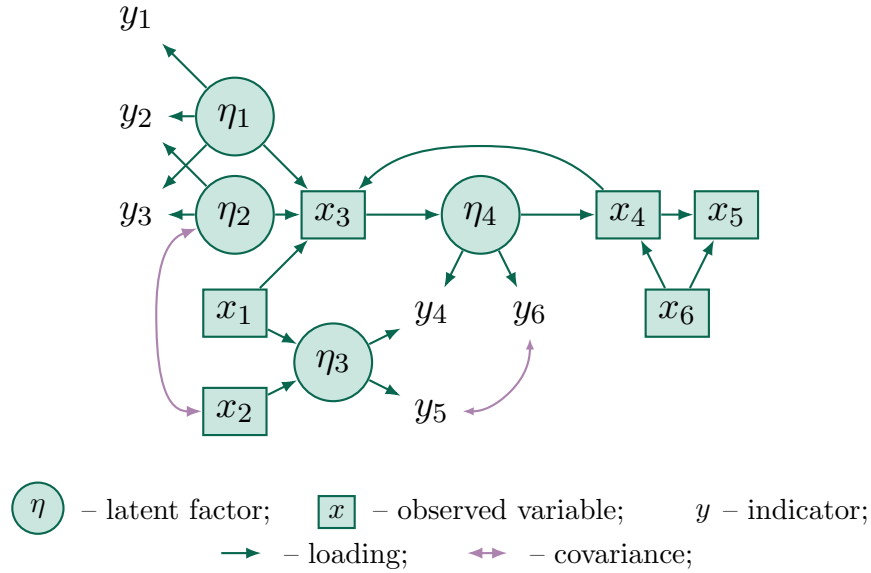 y₁
y₂
η₁
y₃
η₂
x₃
η₄
x₄
x₅
x₁
y₄
y₆
x₆
η₃
x₂
y₅
η – latent factor; x – observed variable; y – indicator;
– loading; – covariance;